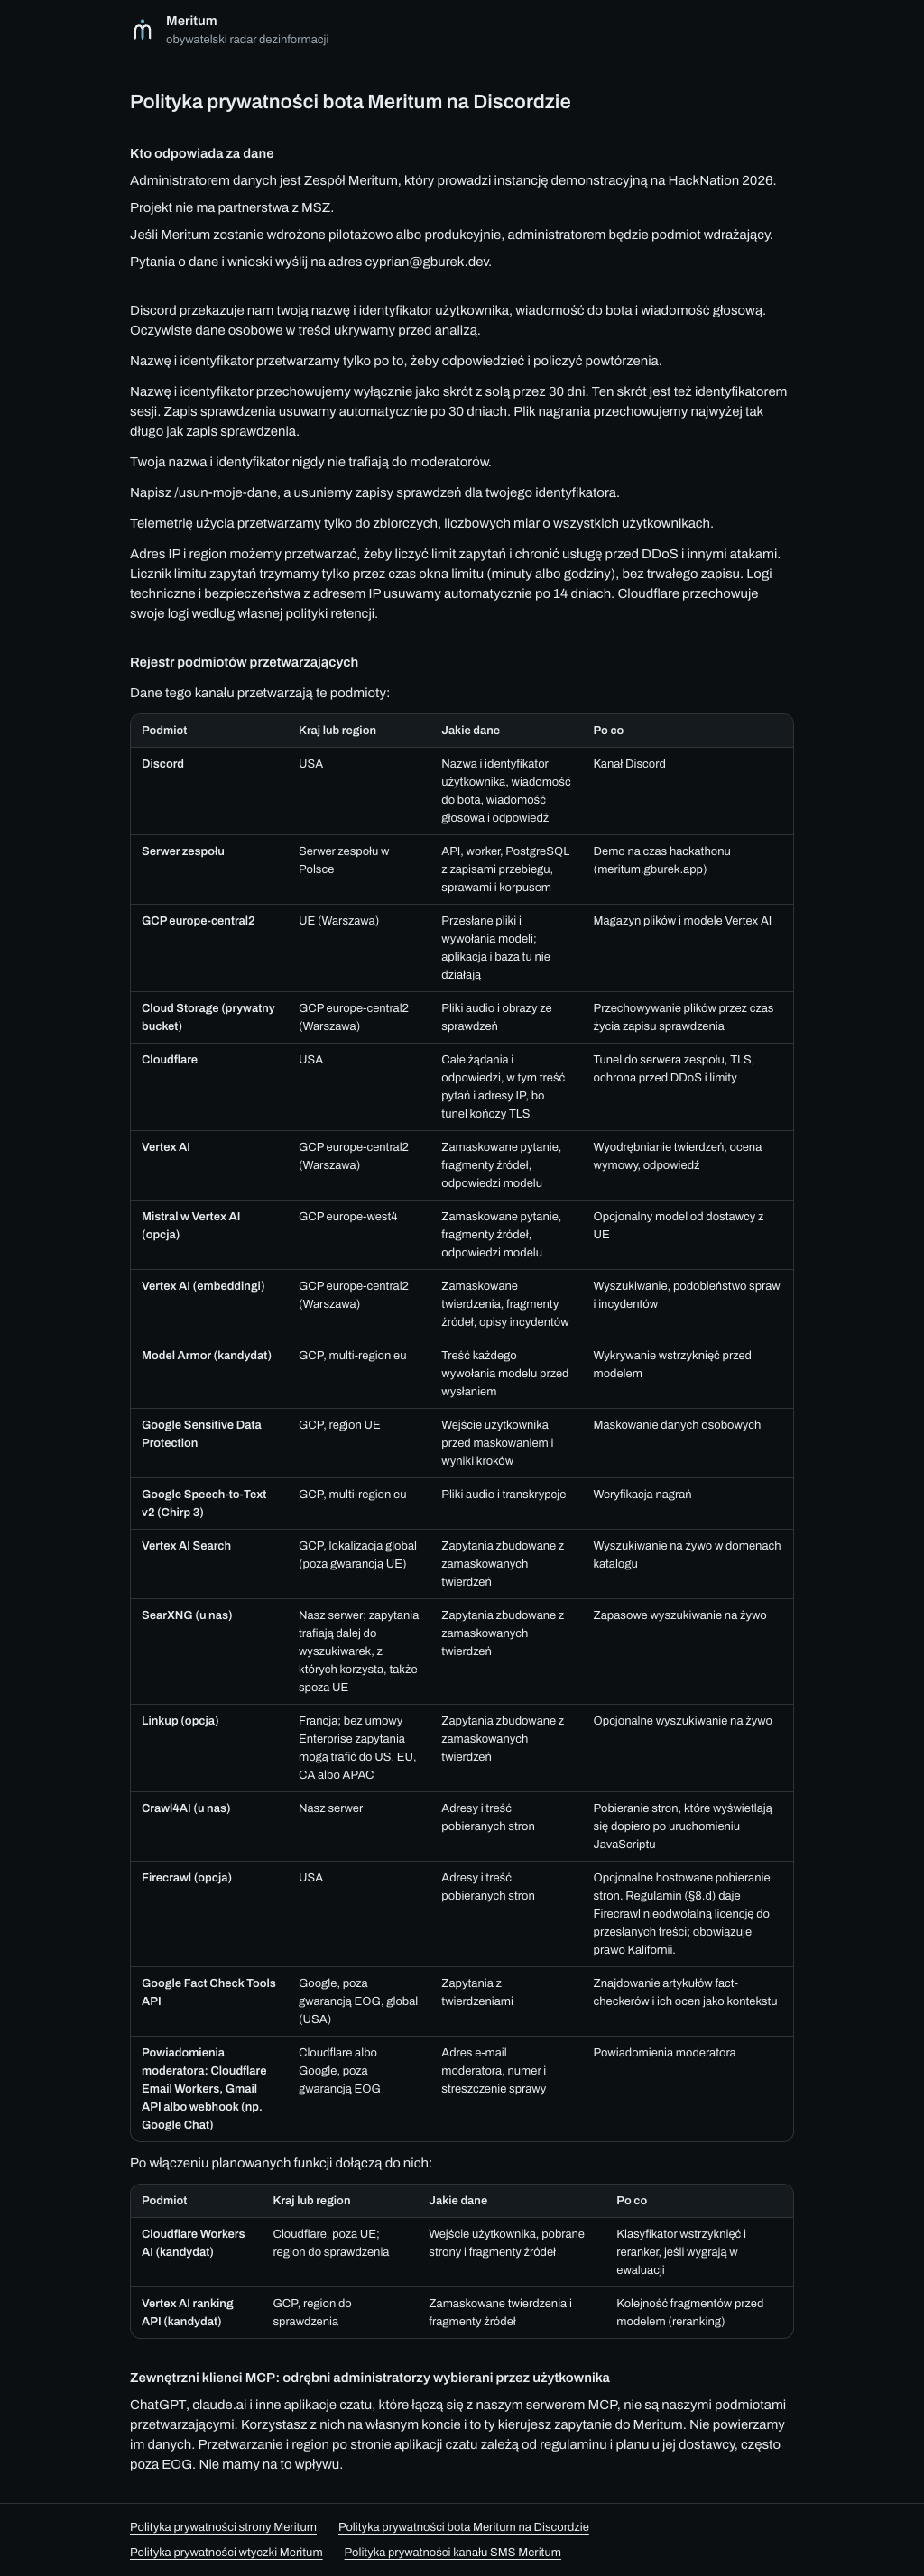 Meritum
obywatelski radar dezinformacji
Polityka prywatności bota Meritum na Discordzie
Kto odpowiada za dane
Administratorem danych jest Zespół Meritum, który prowadzi instancję demonstracyjną na HackNation 2026.
Projekt nie ma partnerstwa z MSZ.
Jeśli Meritum zostanie wdrożone pilotażowo albo produkcyjnie, administratorem będzie podmiot wdrażający.
Pytania o dane i wnioski wyślij na adres cyprian@gburek.dev.
Discord przekazuje nam twoją nazwę i identyfikator użytkownika, wiadomość do bota i wiadomość głosową.
Oczywiste dane osobowe w treści ukrywamy przed analizą.
Nazwę i identyfikator przetwarzamy tylko po to, żeby odpowiedzieć i policzyć powtórzenia.
Nazwę i identyfikator przechowujemy wyłącznie jako skrót z solą przez 30 dni. Ten skrót jest też identyfikatorem
sesji. Zapis sprawdzenia usuwamy automatycznie po 30 dniach. Plik nagrania przechowujemy najwyżej tak
długo jak zapis sprawdzenia.
Twoja nazwa i identyfikator nigdy nie trafiają do moderatorów.
Napisz /usun-moje-dane, a usuniemy zapisy sprawdzeń dla twojego identyfikatora.
Telemetrię użycia przetwarzamy tylko do zbiorczych, liczbowych miar o wszystkich użytkownikach.
Adres IP i region możemy przetwarzać, żeby liczyć limit zapytań i chronić usługę przed DDoS i innymi atakami.
Licznik limitu zapytań trzymamy tylko przez czas okna limitu (minuty albo godziny), bez trwałego zapisu. Logi
techniczne i bezpieczeństwa z adresem IP usuwamy automatycznie po 14 dniach. Cloudflare przechowuje
swoje logi według własnej polityki retencji.
Rejestr podmiotów przetwarzających
Dane tego kanału przetwarzają te podmioty:
Podmiot Kraj lub region Jakie dane Po co
Discord USA Nazwa i identyfikator Kanał Discord
użytkownika, wiadomość
do bota, wiadomość
głosowa i odpowiedź
Serwer zespołu Serwer zespołu w API, worker, PostgreSQL Demo na czas hackathonu
Polsce z zapisami przebiegu, (meritum.gburek.app)
sprawami i korpusem
GCP europe-central2 UE (Warszawa) Przesłane pliki i Magazyn plików i modele Vertex AI
wywołania modeli;
aplikacja i baza tu nie
działają
Cloud Storage (prywatny GCP europe-central2 Pliki audio i obrazy ze Przechowywanie plików przez czas
bucket) (Warszawa) sprawdzeń życia zapisu sprawdzenia
Cloudflare USA Całe żądania i Tunel do serwera zespołu, TLS,
odpowiedzi, w tym treść ochrona przed DDoS i limity
pytań i adresy IP, bo
tunel kończy TLS
Vertex AI GCP europe-central2 Zamaskowane pytanie, Wyodrębnianie twierdzeń, ocena
(Warszawa) fragmenty źródeł, wymowy, odpowiedź
odpowiedzi modelu
Mistral w Vertex AI GCP europe-west4 Zamaskowane pytanie, Opcjonalny model od dostawcy z
(opcja) fragmenty źródeł, UE
odpowiedzi modelu
Vertex AI (embeddingi) GCP europe-central2 Zamaskowane Wyszukiwanie, podobieństwo spraw
(Warszawa) twierdzenia, fragmenty i incydentów
źródeł, opisy incydentów
Model Armor (kandydat) GCP, multi-region eu Treść każdego Wykrywanie wstrzyknięć przed
wywołania modelu przed modelem
wysłaniem
Google Sensitive Data GCP, region UE Wejście użytkownika Maskowanie danych osobowych
Protection przed maskowaniem i
wyniki kroków
Google Speech-to-Text GCP, multi-region eu Pliki audio i transkrypcje Weryfikacja nagrań
v2 (Chirp 3)
Vertex AI Search GCP, lokalizacja global Zapytania zbudowane z Wyszukiwanie na żywo w domenach
(poza gwarancją UE) zamaskowanych katalogu
twierdzeń
SearXNG (u nas) Nasz serwer; zapytania Zapytania zbudowane z Zapasowe wyszukiwanie na żywo
trafiają dalej do zamaskowanych
wyszukiwarek, z twierdzeń
których korzysta, także
spoza UE
Linkup (opcja) Francja; bez umowy Zapytania zbudowane z Opcjonalne wyszukiwanie na żywo
Enterprise zapytania zamaskowanych
mogą trafić do US, EU, twierdzeń
CA albo APAC
Crawl4AI (u nas) Nasz serwer Adresy i treść Pobieranie stron, które wyświetlają
pobieranych stron się dopiero po uruchomieniu
JavaScriptu
Firecrawl (opcja) USA Adresy i treść Opcjonalne hostowane pobieranie
pobieranych stron stron. Regulamin (§8.d) daje
Firecrawl nieodwołalną licencję do
przesłanych treści; obowiązuje
prawo Kalifornii.
Google Fact Check Tools Google, poza Zapytania z Znajdowanie artykułów fact-
API gwarancją EOG, global twierdzeniami checkerów i ich ocen jako kontekstu
(USA)
Powiadomienia Cloudflare albo Adres e-mail Powiadomienia moderatora
moderatora: Cloudflare Google, poza moderatora, numer i
Email Workers, Gmail gwarancją EOG streszczenie sprawy
API albo webhook (np.
Google Chat)
Po włączeniu planowanych funkcji dołączą do nich:
Podmiot Kraj lub region Jakie dane Po co
Cloudflare Workers Cloudflare, poza UE; Wejście użytkownika, pobrane Klasyfikator wstrzyknięć i
AI (kandydat) region do sprawdzenia strony i fragmenty źródeł reranker, jeśli wygrają w
ewaluacji
Vertex AI ranking GCP, region do Zamaskowane twierdzenia i Kolejność fragmentów przed
API (kandydat) sprawdzenia fragmenty źródeł modelem (reranking)
Zewnętrzni klienci MCP: odrębni administratorzy wybierani przez użytkownika
ChatGPT, claude.ai i inne aplikacje czatu, które łączą się z naszym serwerem MCP, nie są naszymi podmiotami
przetwarzającymi. Korzystasz z nich na własnym koncie i to ty kierujesz zapytanie do Meritum. Nie powierzamy
im danych. Przetwarzanie i region po stronie aplikacji czatu zależą od regulaminu i planu u jej dostawcy, często
poza EOG. Nie mamy na to wpływu.
Polityka prywatności strony Meritum Polityka prywatności bota Meritum na Discordzie
Polityka prywatności wtyczki Meritum Polityka prywatności kanału SMS Meritum